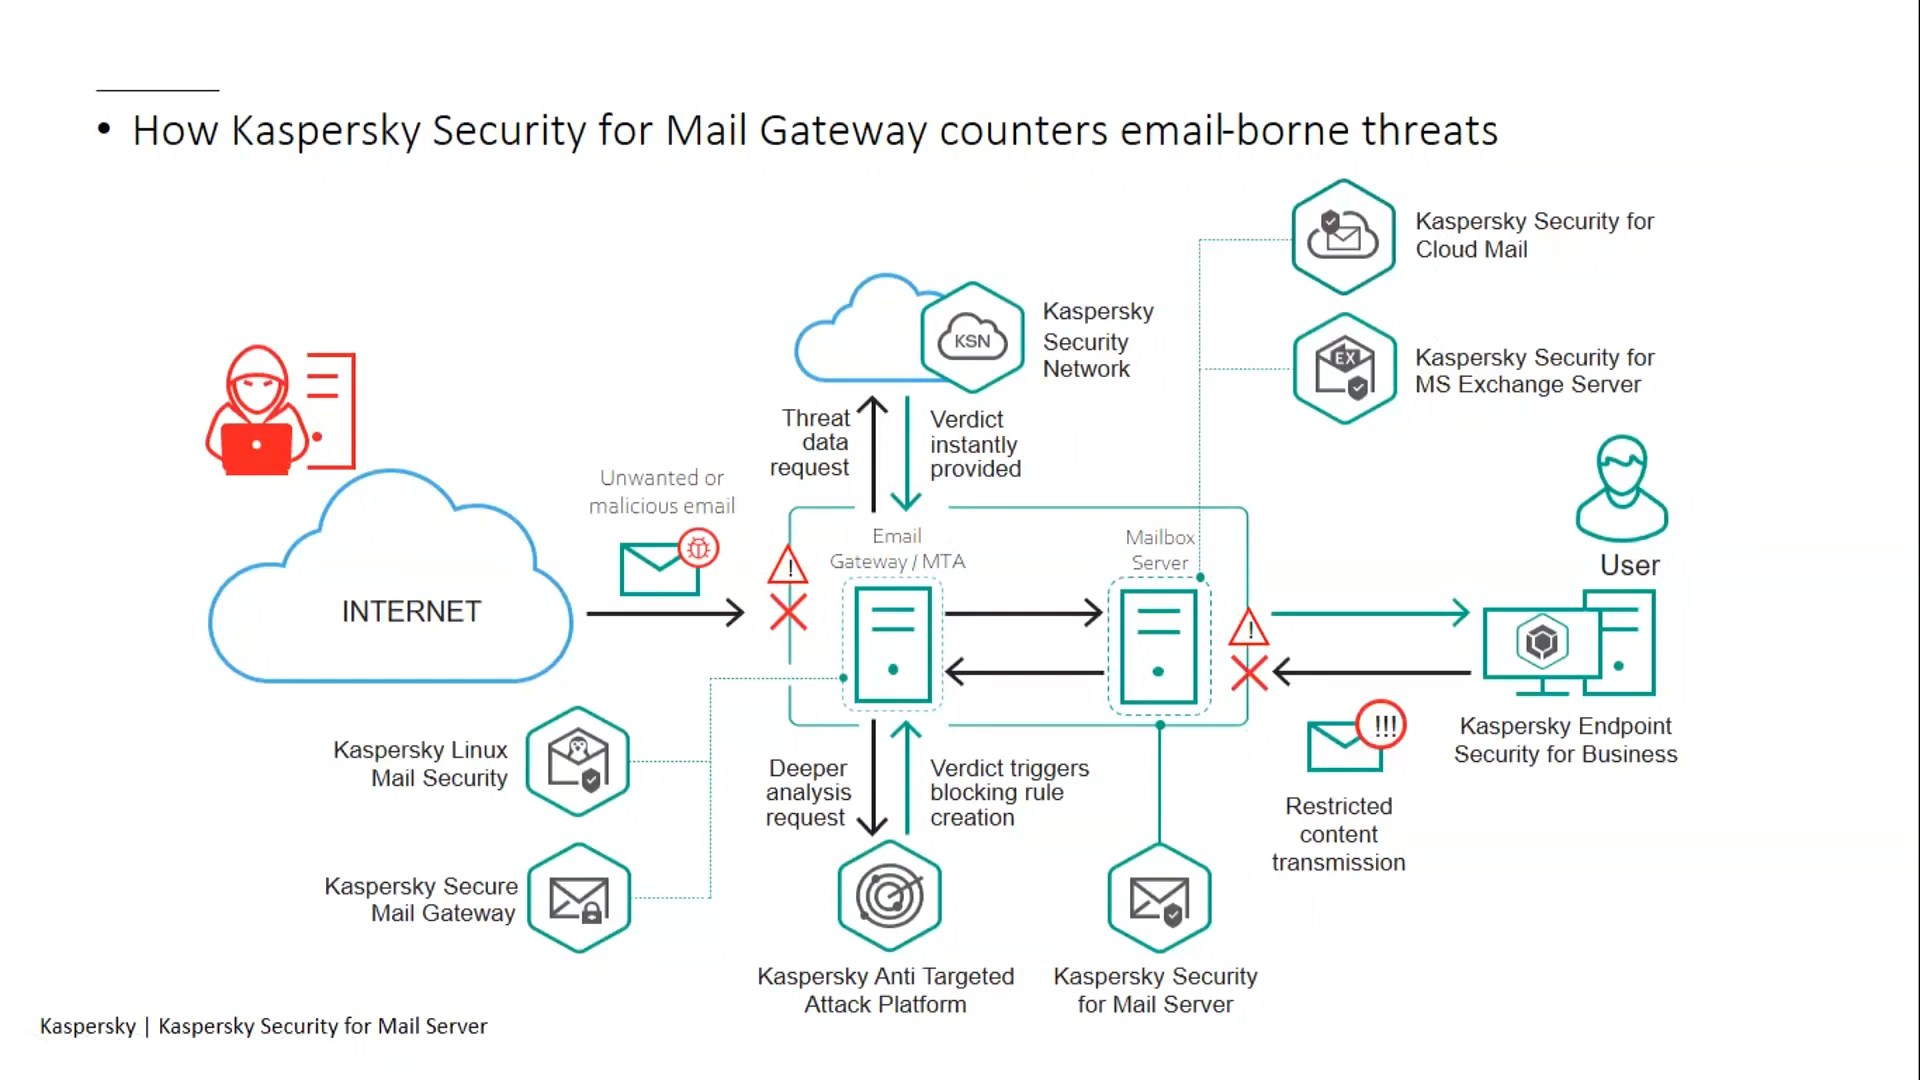 • How Kaspersky Security for Mail Gateway counters email-borne threats
Kaspersky Security for
Cloud Mail
Kaspersky
Security
Network
KSN
EX
Kaspersky Security for
MS Exchange Server
Threat
data
request
Verdict
instantly
provided
Unwanted or
malicious email
Email
Gateway / MTA
Mailbox
Server
User
INTERNET
!
!
!!!
Kaspersky Endpoint
Security for Business
Kaspersky Linux
Mail Security
Deeper
analysis
request
Verdict triggers
blocking rule
creation
Restricted
content
transmission
Kaspersky Secure
Mail Gateway
Kaspersky Anti Targeted
Attack Platform
Kaspersky Security
for Mail Server
Kaspersky | Kaspersky Security for Mail Server